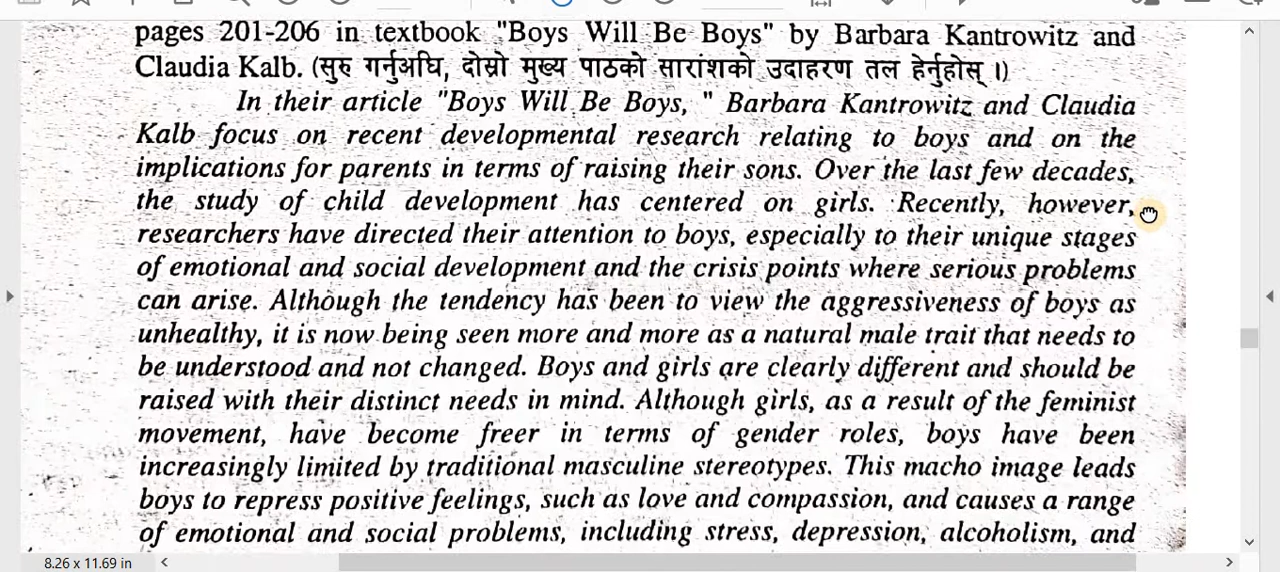 pages 201-206 in textbook "Boys Will Be Boys" by Barbara Kantrowitz and
Claudia Kalb. (सुरु गर्नुअघि, दोस्रो मुख्य पाठको सारांशको उदाहरण तल हेर्नुहोस् ।)
In their article "Boys Will Be Boys, " Barbara Kantrowitz and Claudia
Kalb focus on recent developmental research relating to boys and on the
implications for parents in terms of raising their sons. Over the last few decades,
the study of child development has centered on girls. Recently, however,
researchers have directed their attention to boys, especially to their unique stages
of emotional and social development and the crisis points where serious problems
can arise. Although the tendency has been to view the aggressiveness of boys as
unhealthy, it is now being seen more and more as a natural male trait that needs to
be understood and not changed. Boys and girls are clearly different and should be
raised with their distinct needs in mind. Although girls, as a result of the feminist
movement, have become freer in terms of gender roles, boys have been
increasingly limited by traditional masculine stereotypes. This macho image leads
boys to repress positive feelings, such as love and compassion, and causes a range
of emotional and social problems, including stress, depression, alcoholism, and
8.26 x 11.69 in